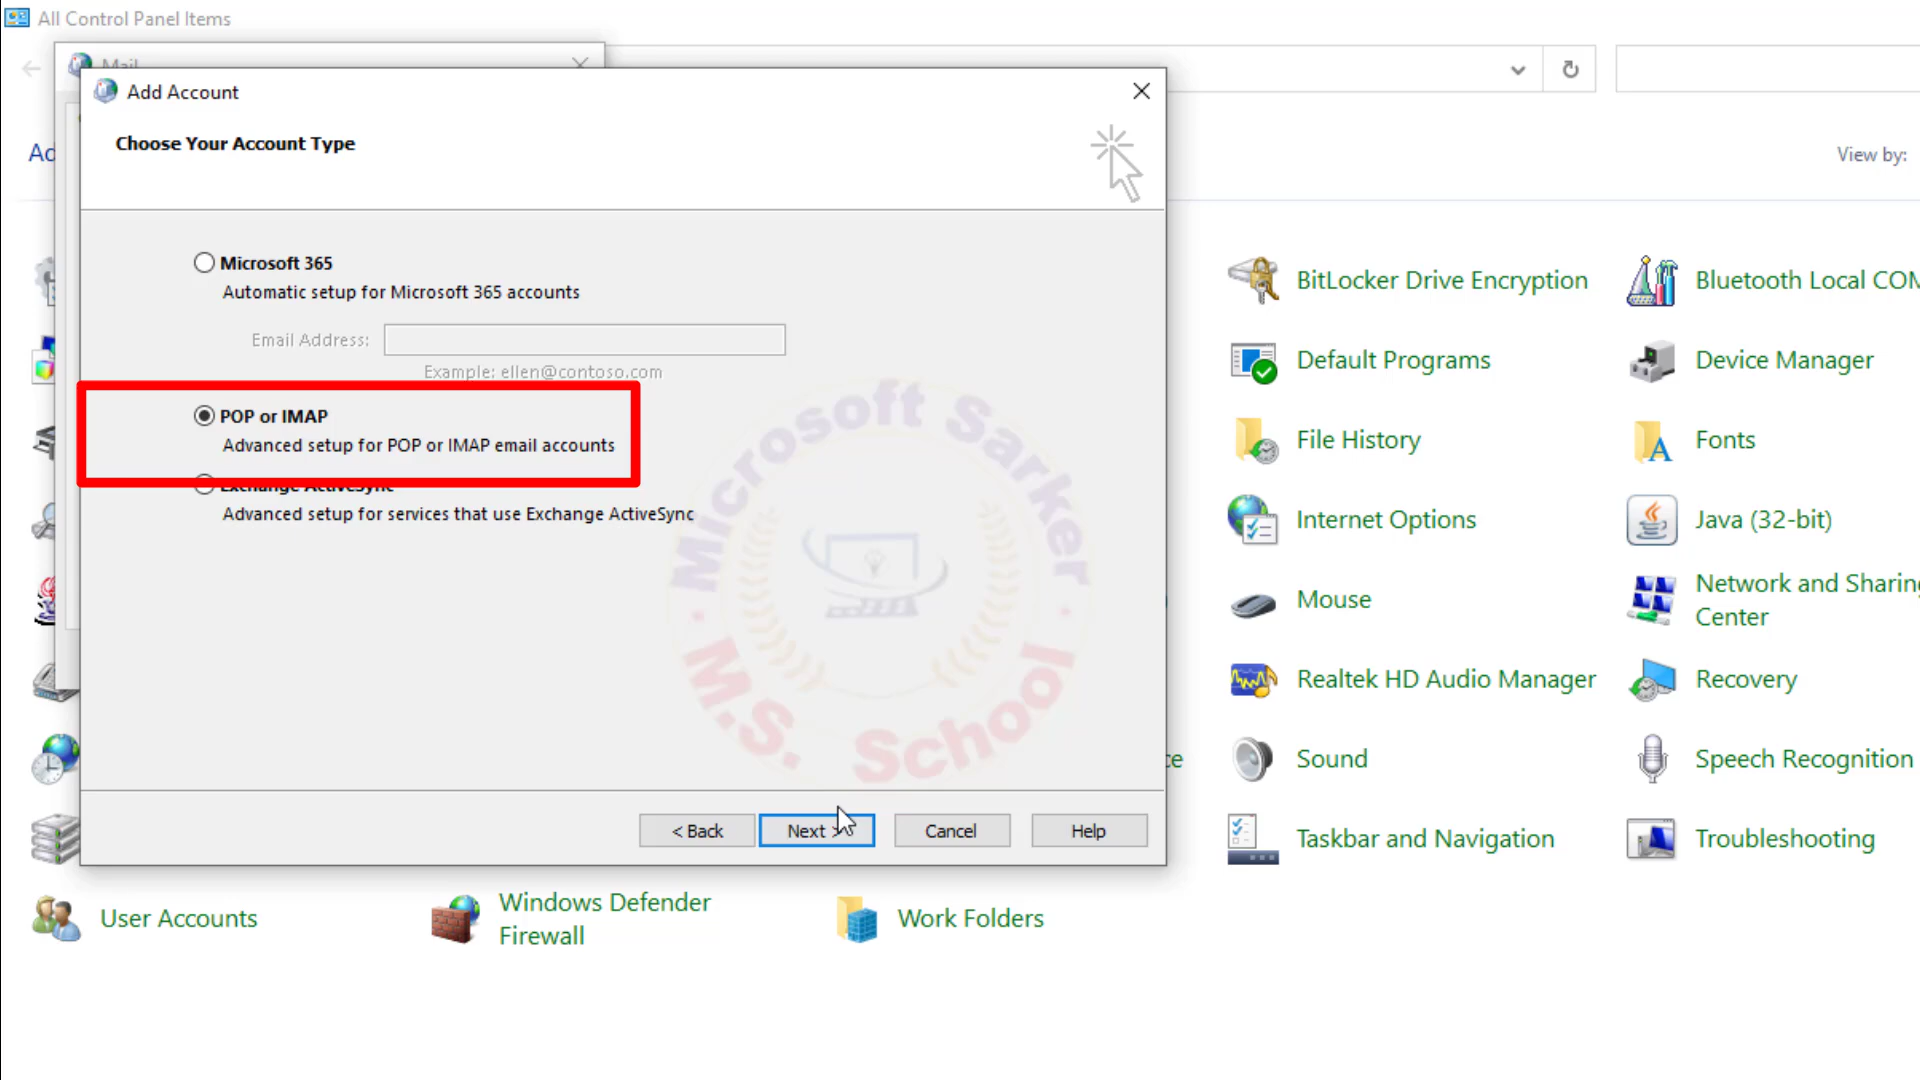 All Control Panel Items
Mail
Add Account
Choose Your Account Type
View by:
Microsoft 365
Automatic setup for Microsoft 365 accounts
Email Address:
Example: ellen@contoso.com
POP or IMAP
Advanced setup for POP or IMAP email accounts
Exchange ActiveSync
Advanced setup for services that use Exchange ActiveSync
Microsoft Sarker
M.S. School
< Back
Next >
Cancel
Help
BitLocker Drive Encryption
Bluetooth Local COM
Default Programs
Device Manager
File History
Fonts
Internet Options
Java (32-bit)
Mouse
Network and Sharing
Center
Realtek HD Audio Manager
Recovery
Sound
Speech Recognition
Taskbar and Navigation
Troubleshooting
User Accounts
Windows Defender
Firewall
Work Folders